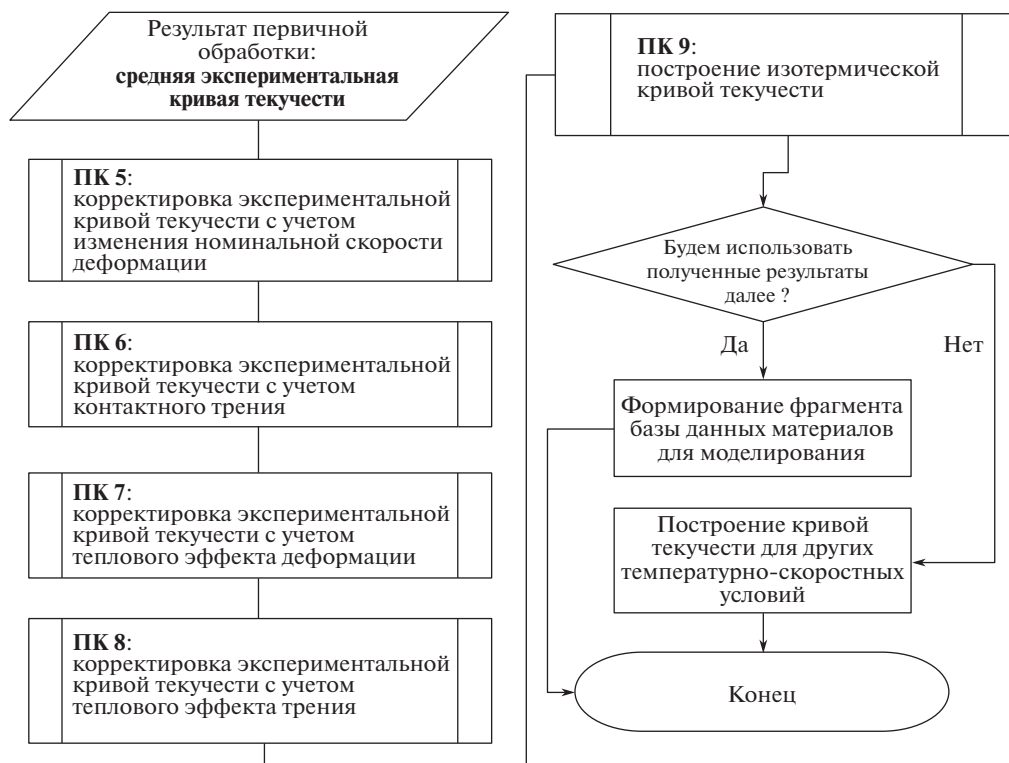 Результат первичной
обработки:
средняя экспериментальная
кривая текучести
ПК 5:
корректировка экспериментальной
кривой текучести с учетом
изменения номинальной скорости
деформации
ПК 6:
корректировка экспериментальной
кривой текучести с учетом
контактного трения
ПК 7:
корректировка экспериментальной
кривой текучести с учетом
теплового эффекта деформации
ПК 8:
корректировка экспериментальной
кривой текучести с учетом
теплового эффекта трения
ПК 9:
построение изотермической
кривой текучести
Будем использовать
полученные результаты
далее ?
Да
Нет
Формирование фрагмента
базы данных материалов
для моделирования
Построение кривой
текучести для других
температурно-скоростных
условий
Конец